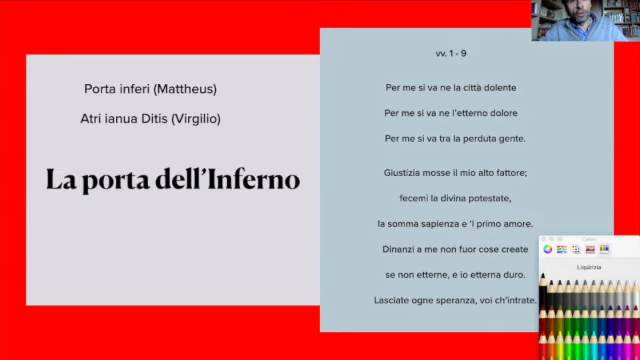 Porta inferi (Mattheus)
Atri ianua Ditis (Virgilio)
La porta dell'Inferno
vv. 1 - 9
Per me si va ne la città dolente
Per me si va ne l'etterno dolore
Per me si va tra la perduta gente.
Giustizia mosse il mio alto fattore;
fecemi la divina potestate,
la somma sapienza e 'l primo amore.
Dinanzi a me non fuor cose create
se non etterne, e io etterna duro.
Lasciate ogne speranza, voi ch'intrate.
Color
Liquirizia